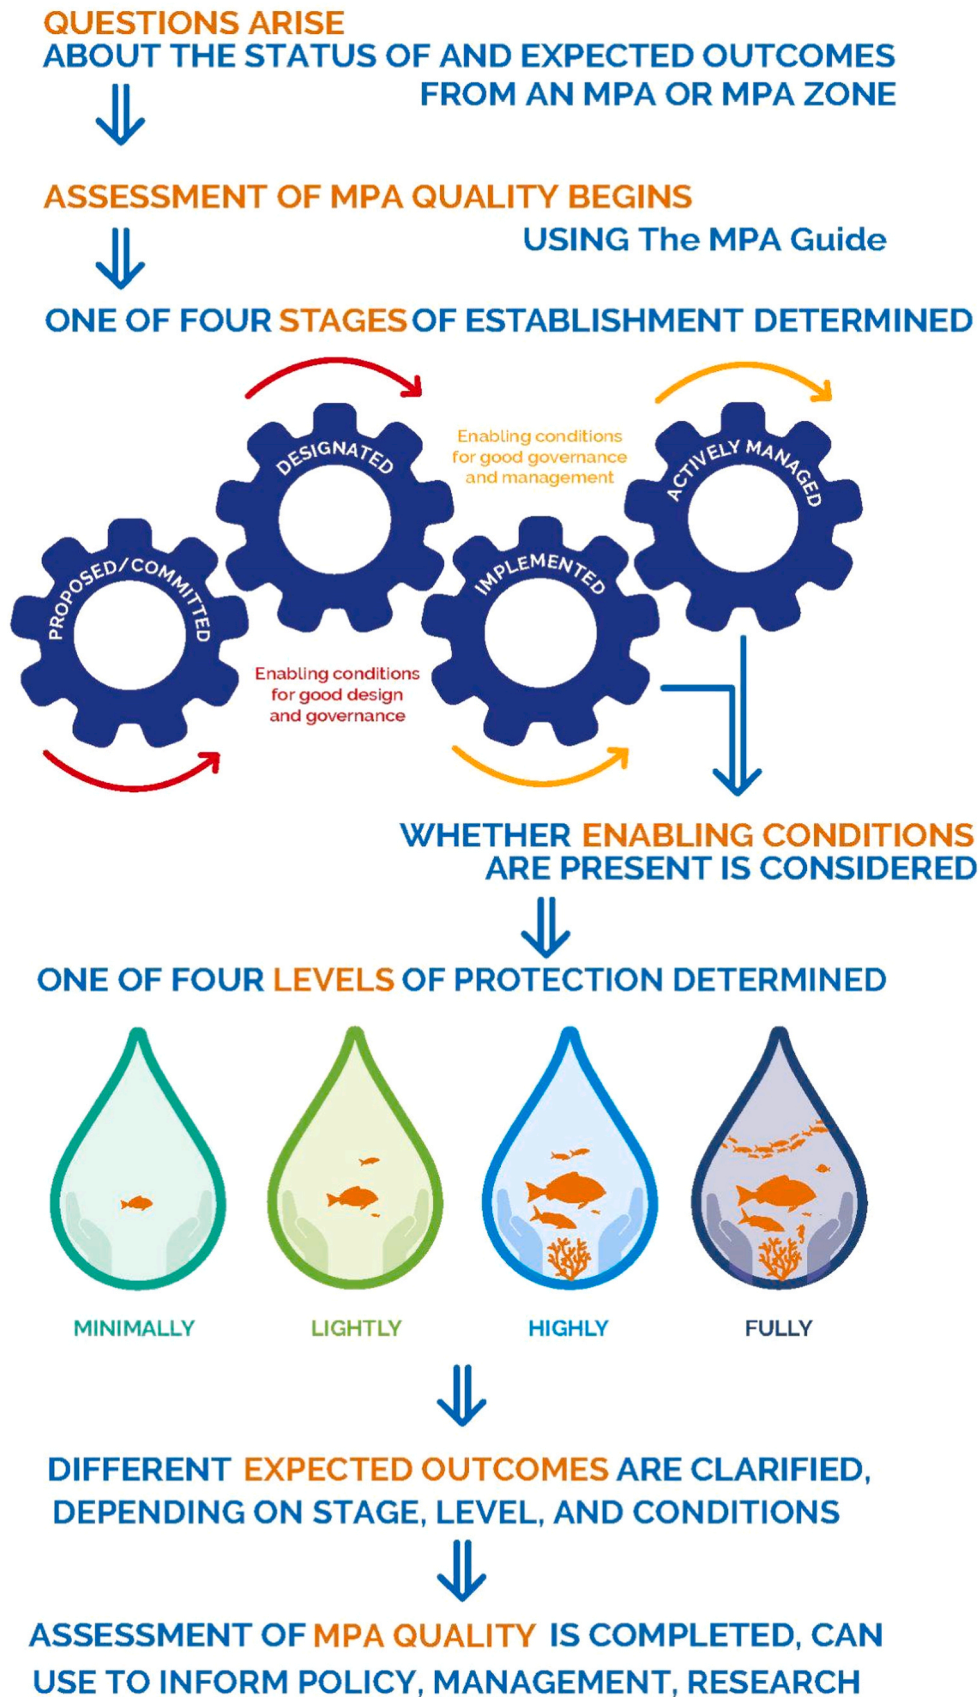 QUESTIONS ARISE
ABOUT THE STATUS OF AND EXPECTED OUTCOMES
FROM AN MPA OR MPA ZONE
ASSESSMENT OF MPA QUALITY BEGINS
USING The MPA Guide
ONE OF FOUR STAGES OF ESTABLISHMENT DETERMINED
PROPOSED/COMMITTED
DESIGNATED
IMPLEMENTED
ACTIVELY MANAGED
Enabling conditions
for good governance
and management
Enabling conditions
for good design
and governance
WHETHER ENABLING CONDITIONS
ARE PRESENT IS CONSIDERED
ONE OF FOUR LEVELS OF PROTECTION DETERMINED
MINIMALLY
LIGHTLY
HIGHLY
FULLY
DIFFERENT EXPECTED OUTCOMES ARE CLARIFIED,
DEPENDING ON STAGE, LEVEL, AND CONDITIONS
ASSESSMENT OF MPA QUALITY IS COMPLETED, CAN
USE TO INFORM POLICY, MANAGEMENT, RESEARCH